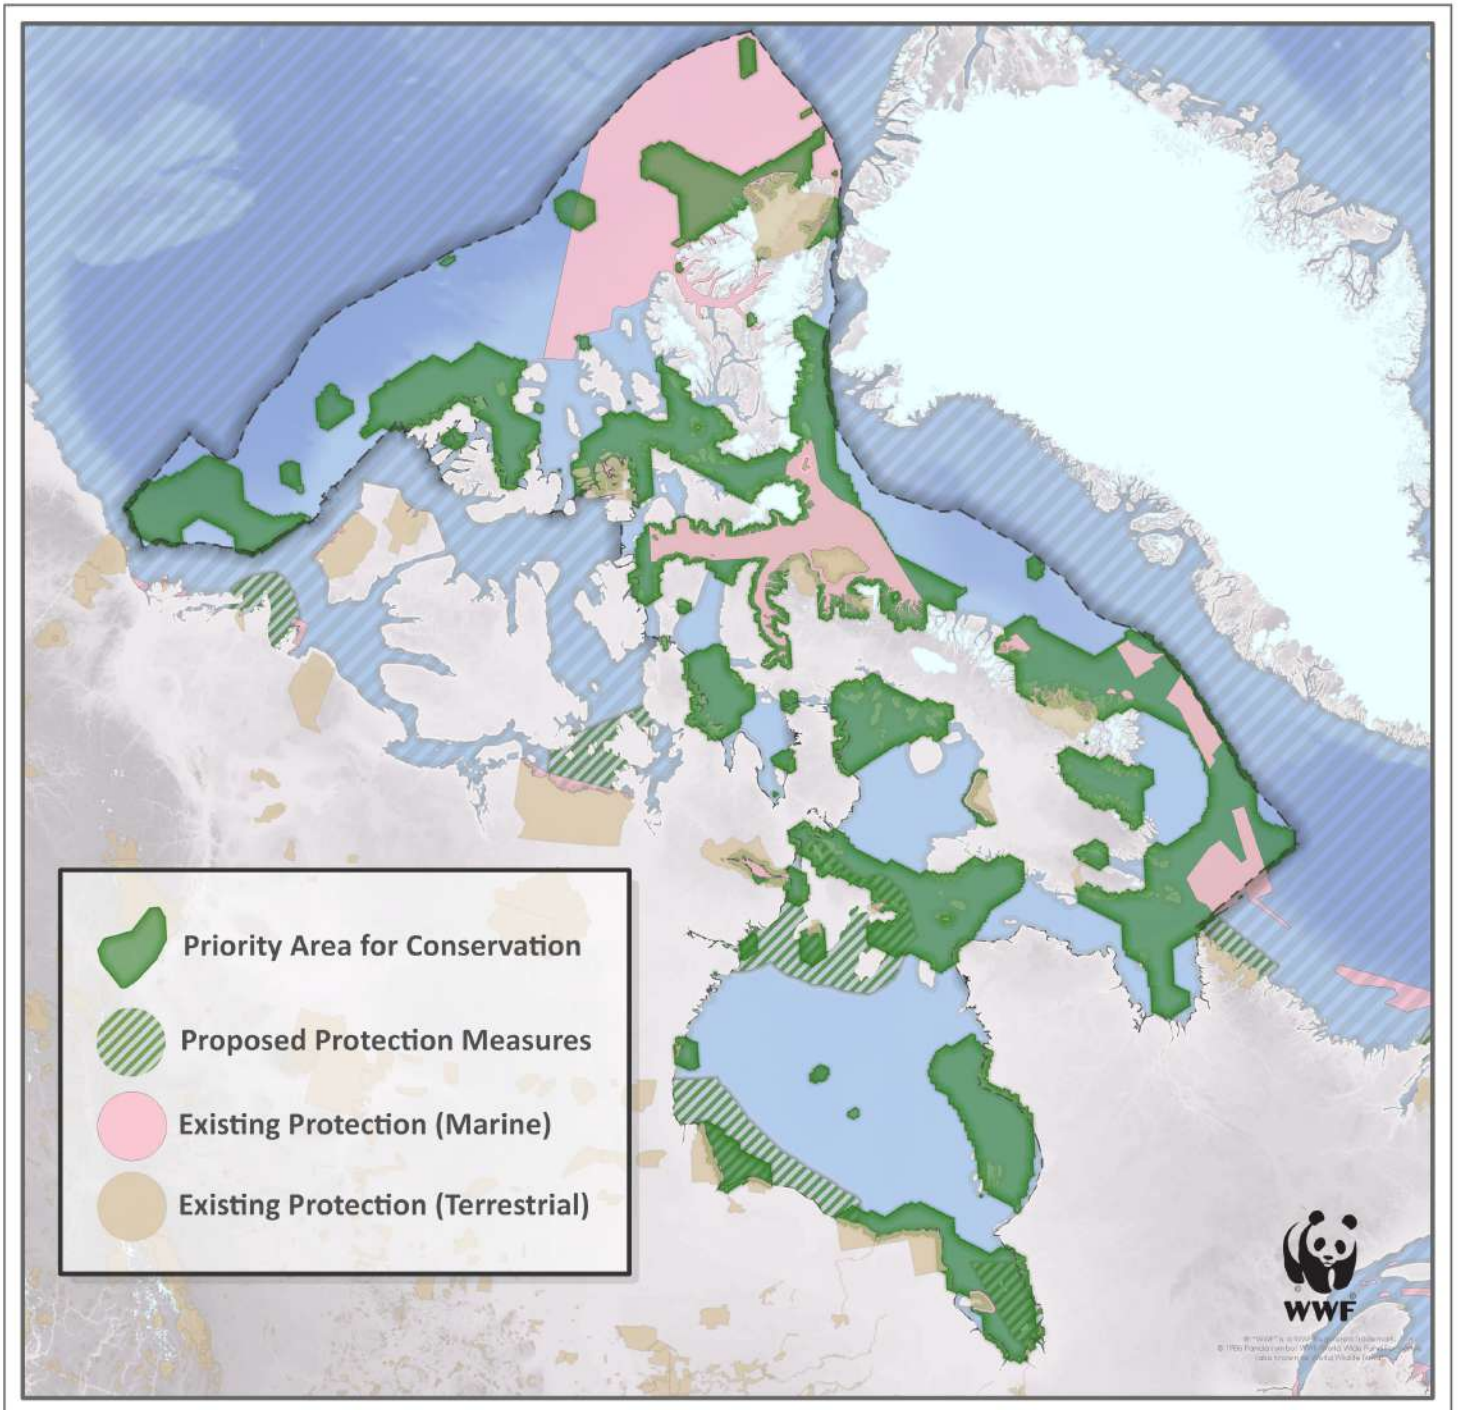 Priority Area for Conservation
Proposed Protection Measures
Existing Protection (Marine)
Existing Protection (Terrestrial)
WWF